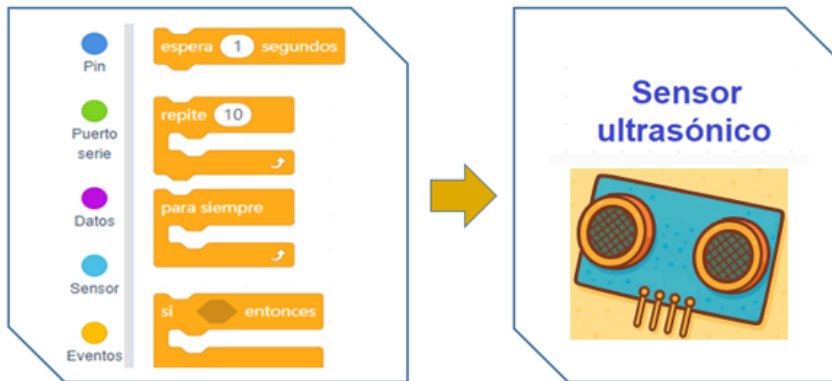 Pin
Puerto
serie
Datos
Sensor
Eventos
espera 1 segundos
repite 10
para siempre
si entonces
Sensor
ultrasónico